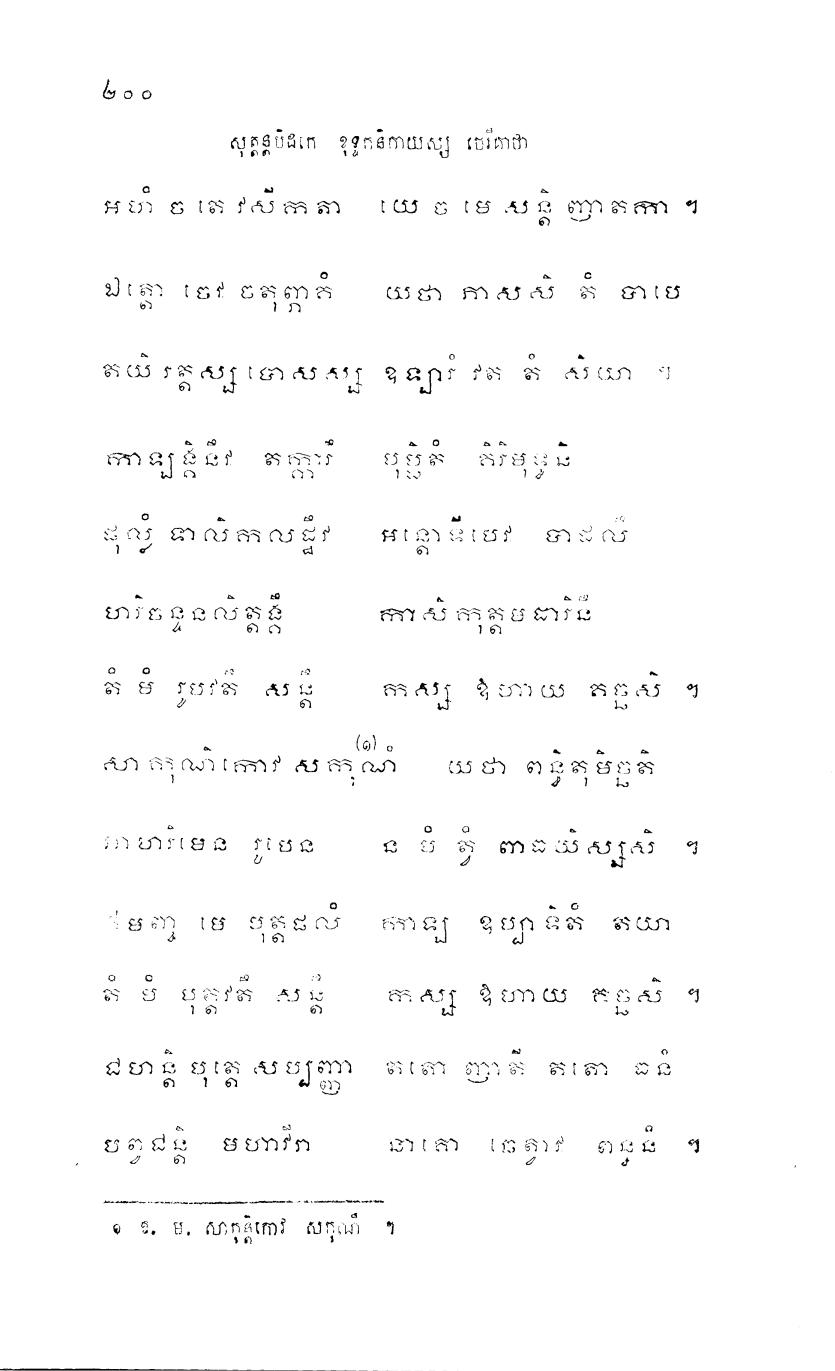 ២០០
សុត្តន្តបិដកេ ខុទ្ទកនិកាយស្ស ថេរីគាថា
អហំ ច តេ វសីកតា យេ ច មេ សន្តិ ញាតកា ។
ឯត្តោ ចេវ ចតុព្ភាគំ យថា ភាសសិ តំ ចាបេ
តយិ រត្តស្ស បោសស្ស ឧឡារំ វត តំ សិយា ។
កាឡង្គិនីវ តក្ការី បុប្ផិតំ គិរិមុទ្ធនិ
ផុល្លំ ទាលិកលដ្ឋីវ អន្តោទីបេវ បាដលី
ហរិចន្ទនលិត្តង្គី កាសិកុត្តមធារិនី
តំ មំ រូបវតី សន្តី កស្ស ឱហាយ គច្ឆសិ ។
សាកុណិកោវ សកុណំ (១) យថា ពន្ធិតុមិច្ឆតិ
អាហរិមេន រូបេន ន មំ ត្វំ ពាធយិស្សសិ ។
ឥមញ្ច មេ បុត្តផលំ កាឡ ឧប្បាទិតំ តយា
តំ មំ បុត្តវតី សន្តី កស្ស ឱហាយ គច្ឆសិ ។
ជហន្តិ បុត្តេ សប្បញ្ញា តតោ ញាតី តតោ ធនំ
បព្វជន្តិ មហាវីរា នាគោ ឆេត្វាវ ពន្ធនំ ។
១ ឱ. ម. សាកុន្តិកោវ សកុណឹ ។